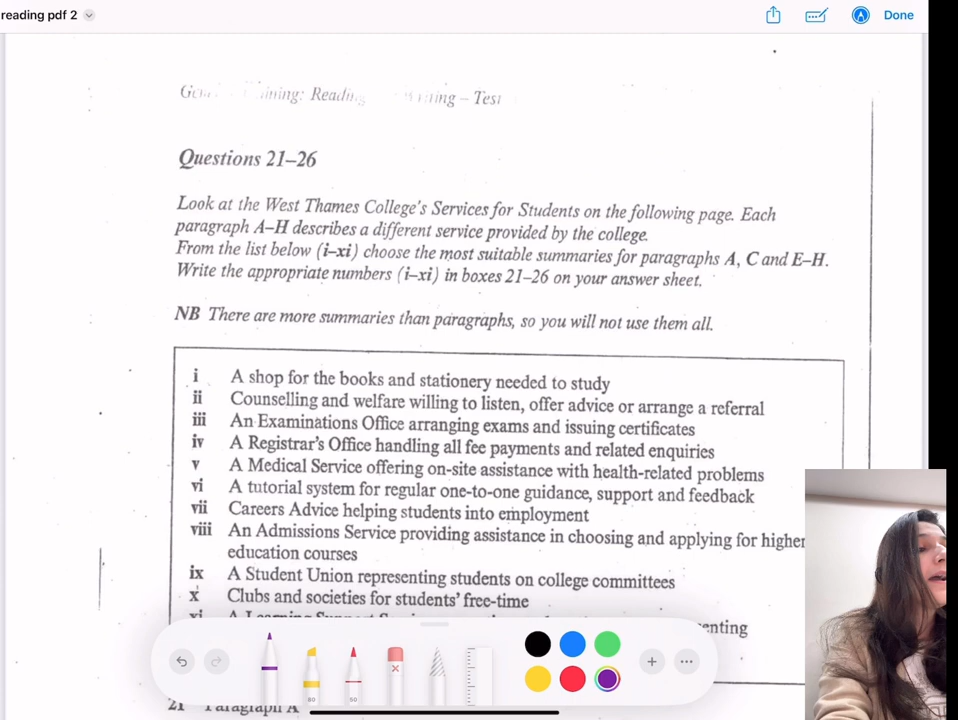 reading pdf 2
Done
Reading
– Test
Questions 21–26
Look at the West Thames College's Services for Students on the following page. Each
paragraph A–H describes a different service provided by the college.
From the list below (i–xi) choose the most suitable summaries for paragraphs A, C and E–H.
Write the appropriate numbers (i–xi) in boxes 21–26 on your answer sheet.
NB There are more summaries than paragraphs, so you will not use them all.
i A shop for the books and stationery needed to study
ii Counselling and welfare willing to listen, offer advice or arrange a referral
iii An Examinations Office arranging exams and issuing certificates
iv A Registrar's Office handling all fee payments and related enquiries
v A Medical Service offering on-site assistance with health-related problems
vi A tutorial system for regular one-to-one guidance, support and feedback
vii Careers Advice helping students into employment
viii An Admissions Service providing assistance in choosing and applying for higher
education courses
ix A Student Union representing students on college committees
x Clubs and societies for students' free-time
80
50
21 Paragraph A